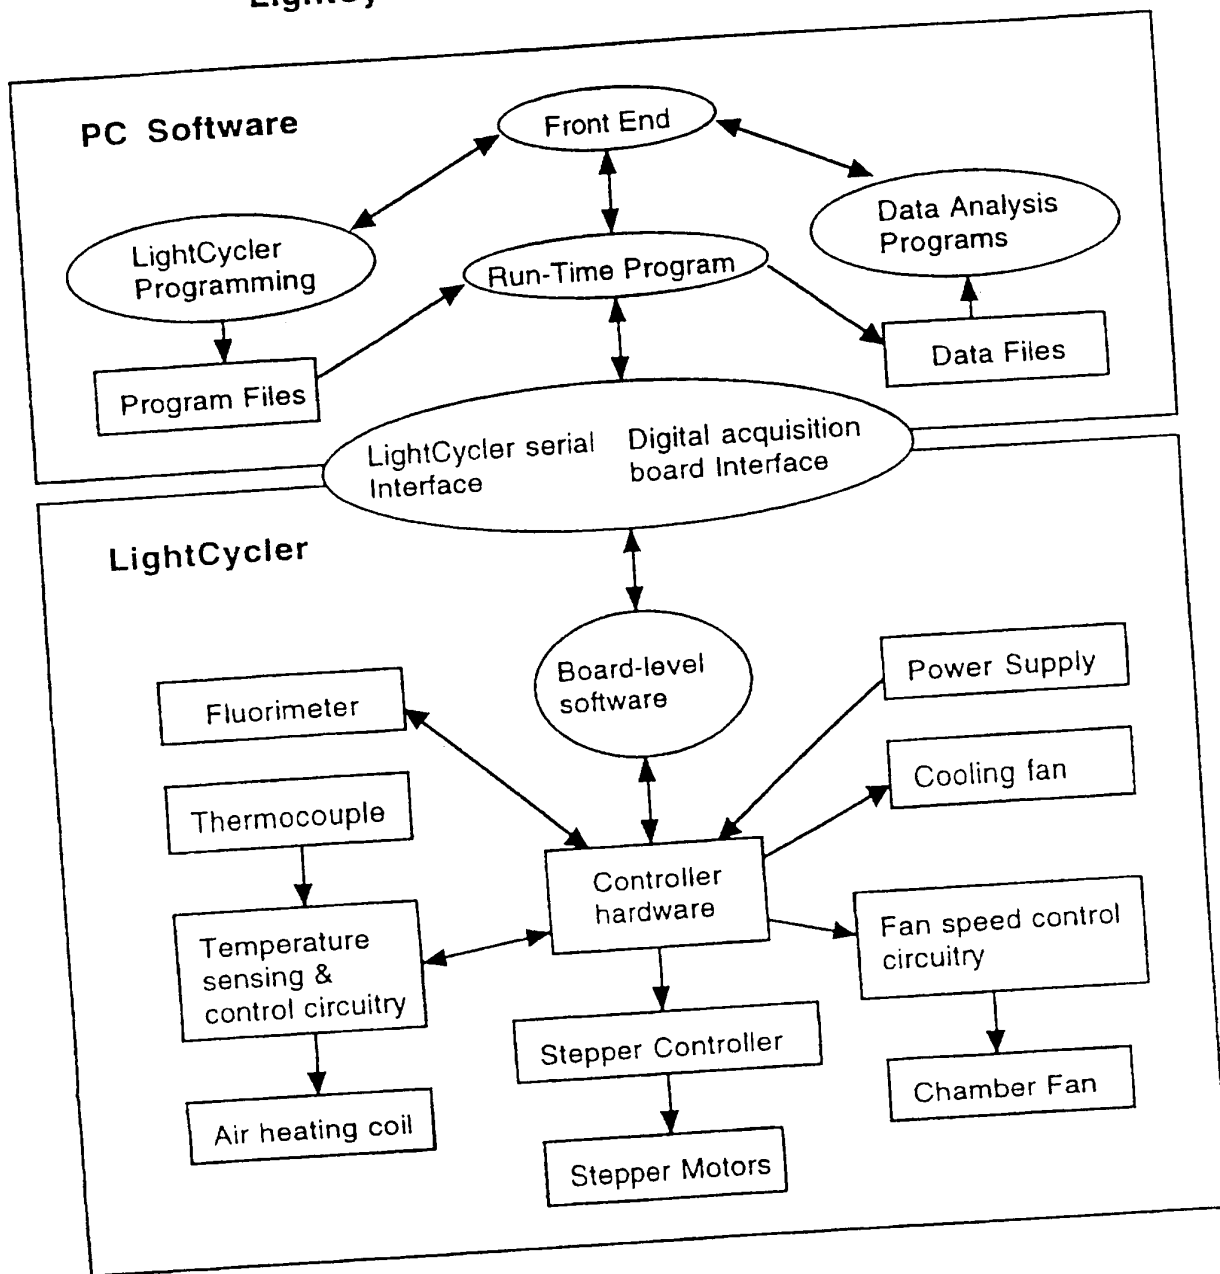 PC Software
Front End
LightCycler
Programming
Run-Time Program
Data Analysis
Programs
Program Files
Data Files
LightCycler serial
Interface
Digital acquisition
board Interface
LightCycler
Board-level
software
Power Supply
Fluorimeter
Cooling fan
Thermocouple
Controller
hardware
Fan speed control
circuitry
Temperature
sensing &
control circuitry
Stepper Controller
Chamber Fan
Air heating coil
Stepper Motors